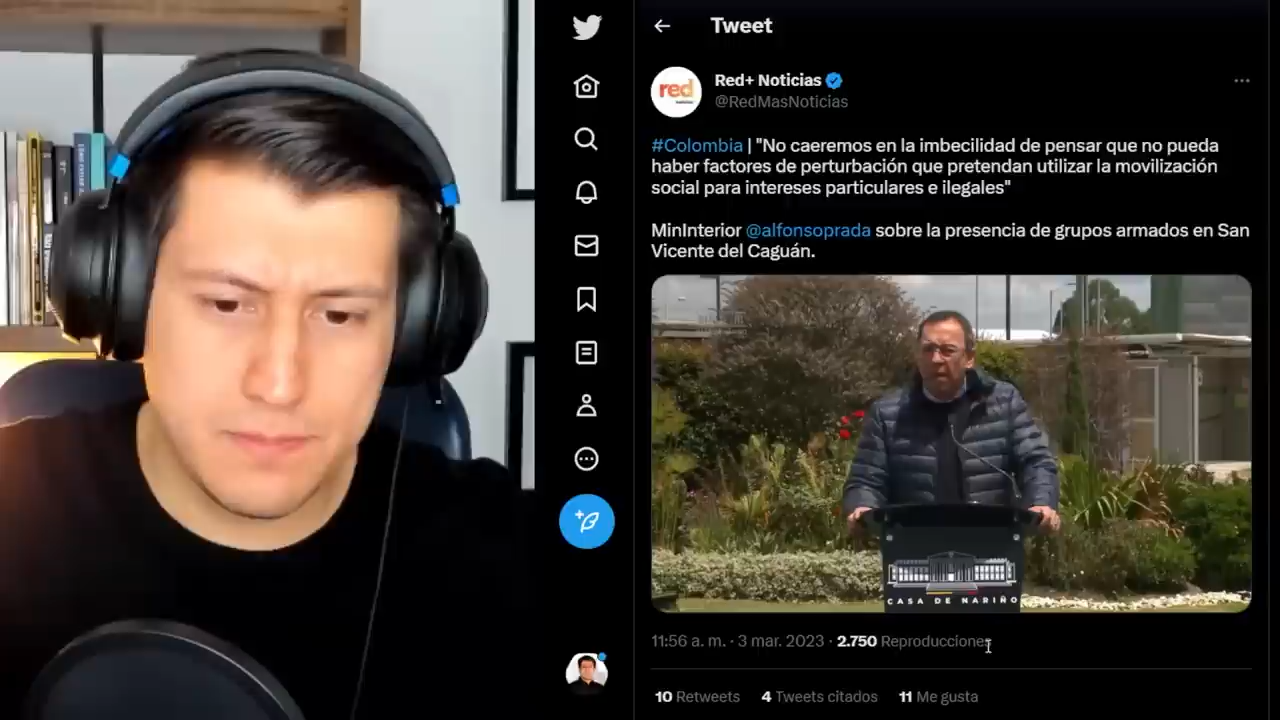 Tweet
red
noticias
Red+ Noticias
@RedMasNoticias
#Colombia | "No caeremos en la imbecilidad de pensar que no pueda
haber factores de perturbación que pretendan utilizar la movilización
social para intereses particulares e ilegales"
MinInterior @alfonsoprada sobre la presencia de grupos armados en San
Vicente del Caguán.
CASA DE NARIÑO
11:56 a. m. · 3 mar. 2023 · 2.750 Reproducciones
10 Retweets 4 Tweets citados 11 Me gusta